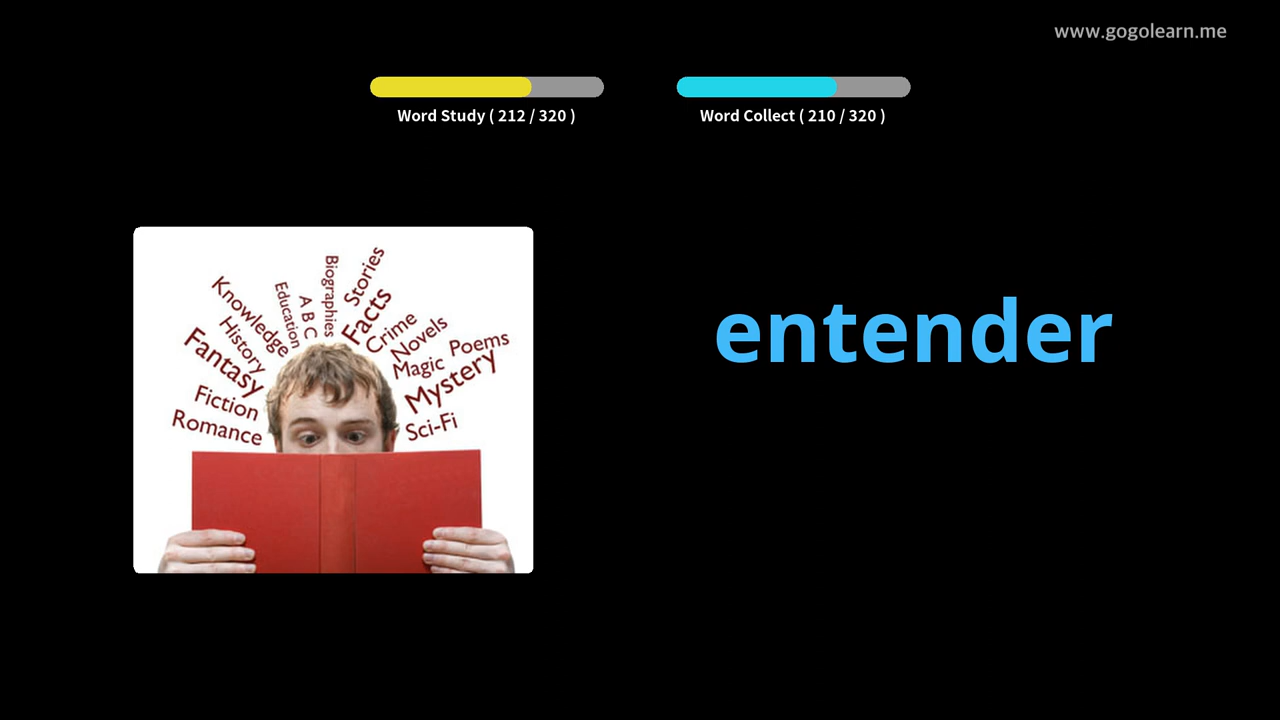 www.gogolearn.me
Word Study ( 212 / 320 )
Word Collect ( 210 / 320 )
entender
Knowledge
Education
A B C
Biographies
Stories
Facts
Crime
Novels
Poems
Magic
Mystery
Sci-Fi
History
Fantasy
Fiction
Romance